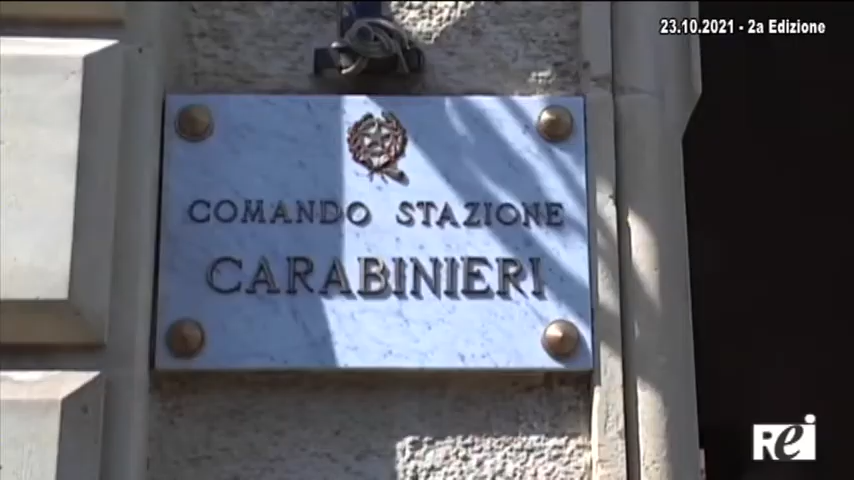 23.10.2021 - 2a Edizione
COMANDO STAZIONE
CARABINIERI
Rei